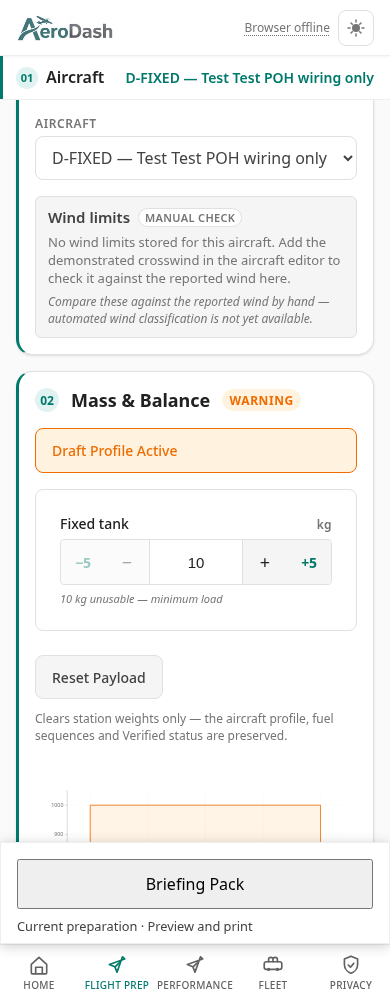 AeroDash
Browser offline
01 Aircraft D-FIXED — Test Test POH wiring only
AIRCRAFT
D-FIXED — Test Test POH wiring only
Wind limits MANUAL CHECK
No wind limits stored for this aircraft. Add the
demonstrated crosswind in the aircraft editor to
check it against the reported wind here.
Compare these against the reported wind by hand —
automated wind classification is not yet available.
02 Mass & Balance WARNING
Draft Profile Active
Fixed tank kg
−5 − 10 + +5
10 kg unusable — minimum load
Reset Payload
Clears station weights only — the aircraft profile, fuel
sequences and Verified status are preserved.
1000
900
Briefing Pack
Current preparation · Preview and print
HOME FLIGHT PREP PERFORMANCE FLEET PRIVACY